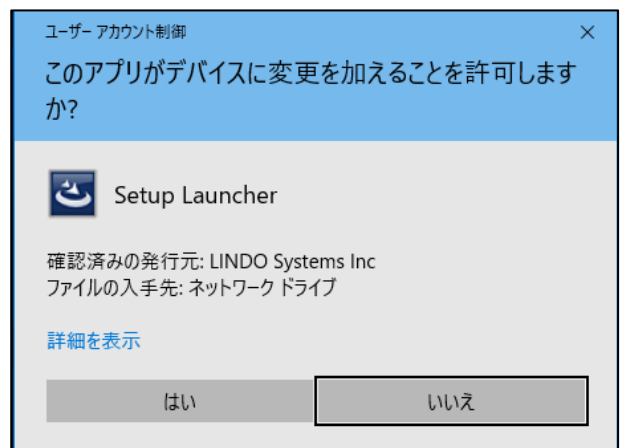 ユーザー アカウント制御
このアプリがデバイスに変更を加えることを許可します
か?
Setup Launcher
確認済みの発行元: LINDO Systems Inc
ファイルの入手先: ネットワーク ドライブ
詳細を表示
はい
いいえ